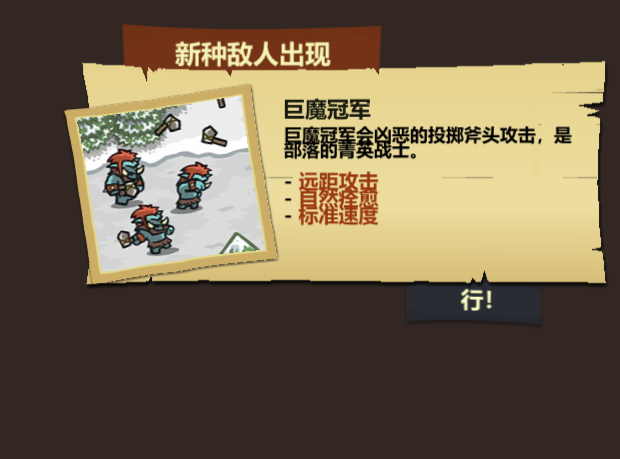 新种敌人出现
巨魔冠军
巨魔冠军会凶恶的投掷斧头攻击，是
部落的菁英战士。
- 远距攻击
- 自然痊愈
- 标准速度
行！